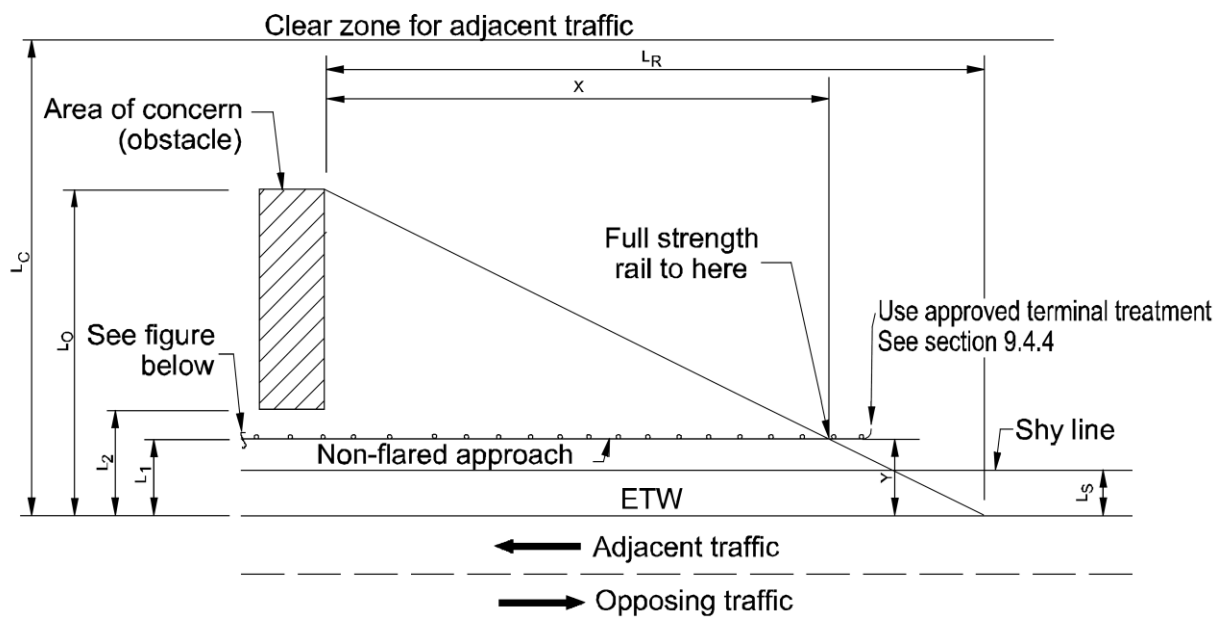 Clear zone for adjacent traffic
LR
X
Area of concern
(obstacle)
LC
LO
Full strength
rail to here
Use approved terminal treatment
See section 9.4.4
See figure
below
L2
L1
Non-flared approach
Shy line
Y
LS
ETW
Adjacent traffic
Opposing traffic